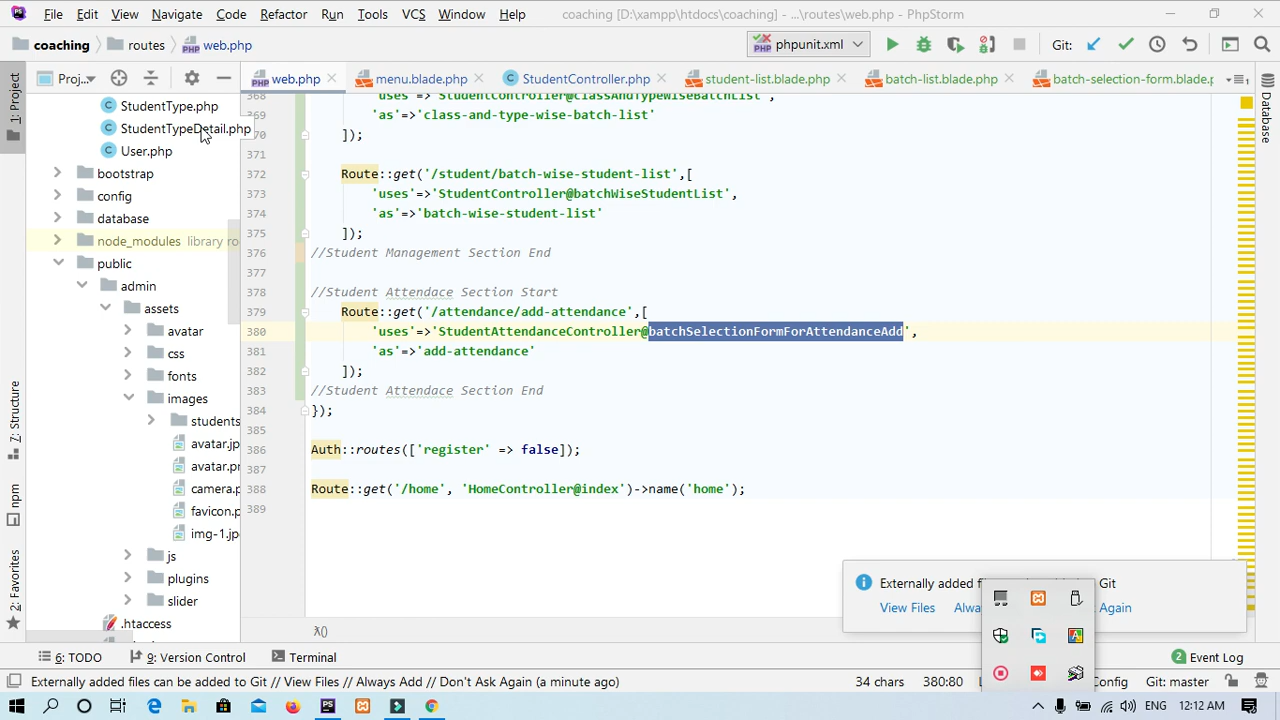 File Edit View Navigate Code Refactor Run Tools VCS Window Help coaching [D:\xampp\htdocs\coaching] - ...\routes\web.php - PhpStorm
coaching routes web.php phpunit.xml Git:
Proj... web.php menu.blade.php StudentController.php student-list.blade.php batch-list.blade.php batch-selection-form.blade.
1: Project
Z: Structure
npm
2: Favorites
Database
StudentType.php
StudentTypeDetail.php
User.php
bootstrap
config
database
node_modules library ro
public
admin
assets
avatar
css
fonts
images
students
avatar.jp
avatar.pr
camera.p
favicon.p
img-1.jp
js
plugins
slider
.htaccess
368 'uses'=>'StudentController@classAndTypeWiseBatchList',
369 'as'=>'class-and-type-wise-batch-list'
370 ]);
371
372 Route::get('/student/batch-wise-student-list',[
373 'uses'=>'StudentController@batchWiseStudentList',
374 'as'=>'batch-wise-student-list'
375 ]);
376 //Student Management Section End
377
378 //Student Attendace Section Start
379 Route::get('/attendance/add-attendance',[
380 'uses'=>'StudentAttendanceController@batchSelectionFormForAttendanceAdd',
381 'as'=>'add-attendance'
382 ]);
383 //Student Attendace Section End
384 });
385
386 Auth::routes(['register' => false]);
387
388 Route::get('/home', 'HomeController@index')->name('home');
389
λ()
Externally added f Git
View Files Alwa Again
6: TODO 9: Version Control Terminal 2 Event Log
Externally added files can be added to Git // View Files // Always Add // Don't Ask Again (a minute ago) 34 chars 380:80 Config Git: master
12:12 AM